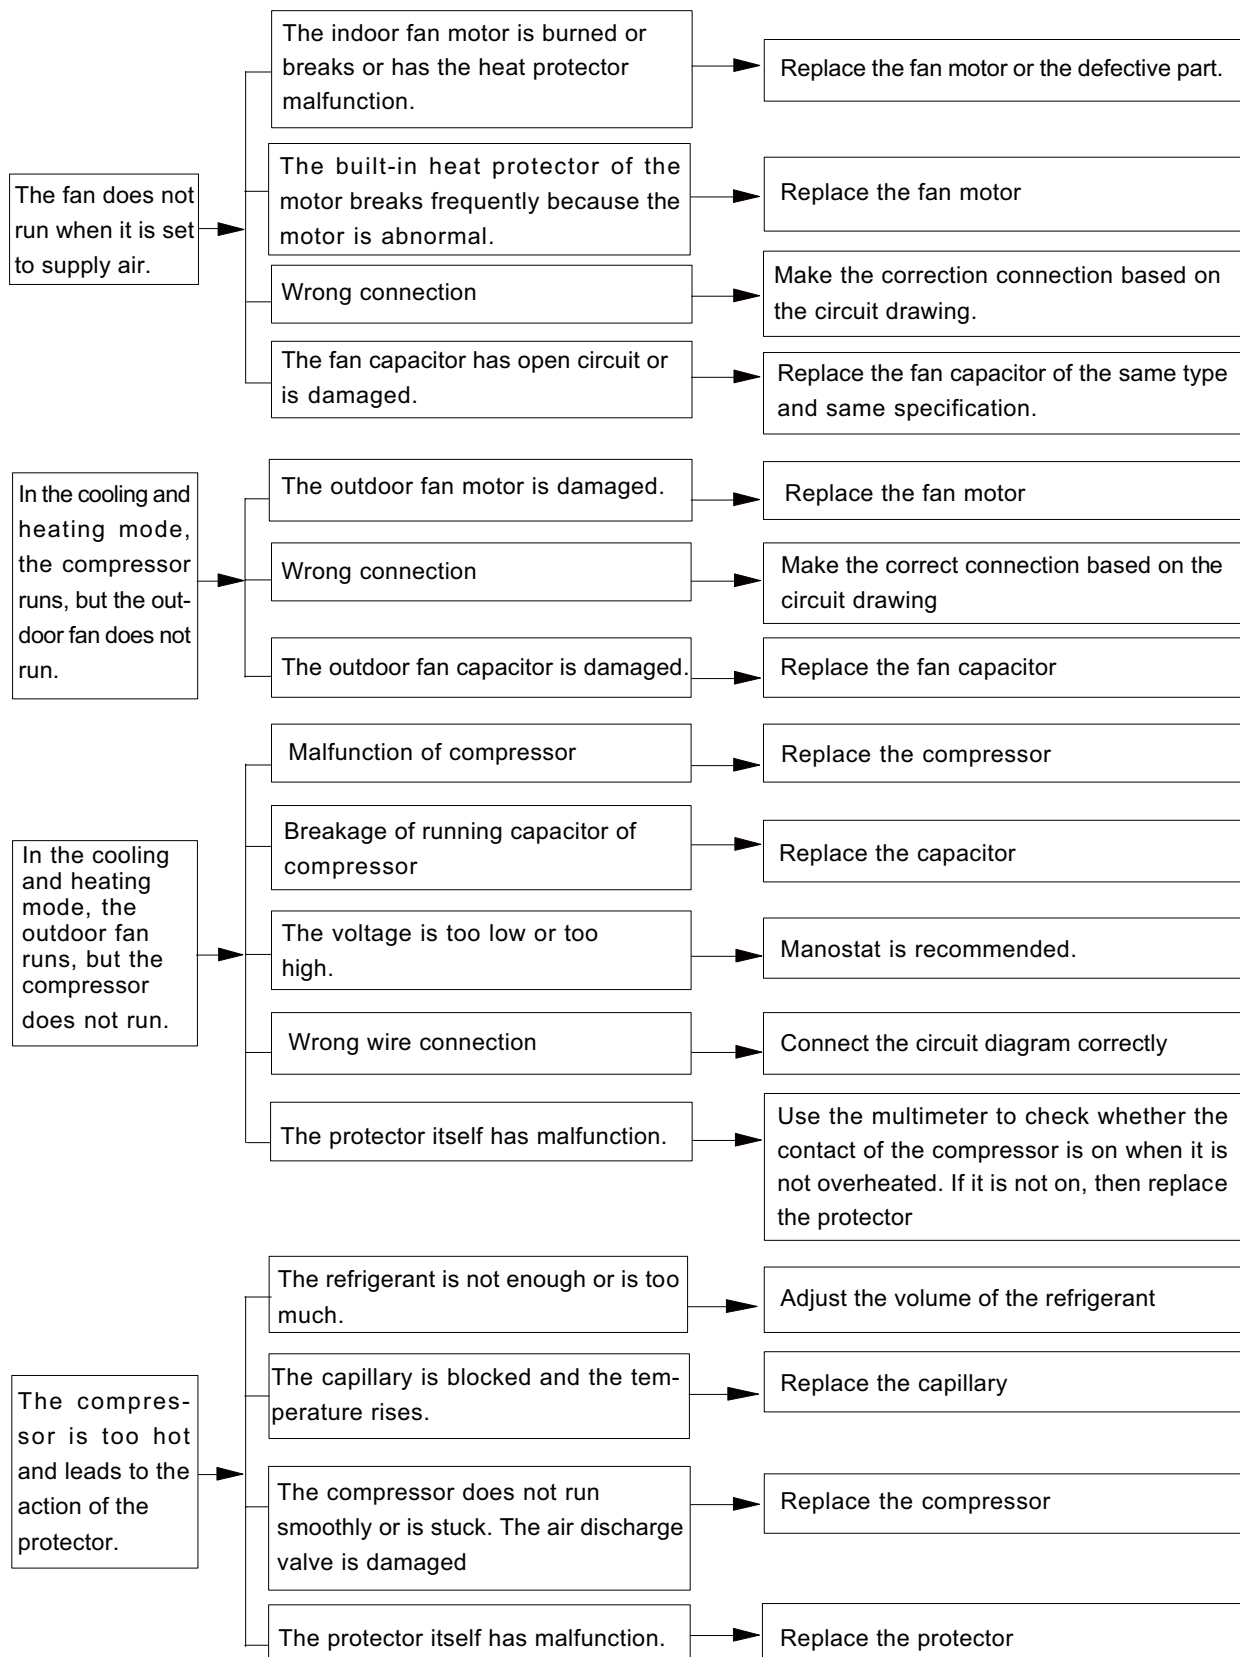 The fan does not
run when it is set
to supply air.
The indoor fan motor is burned or
breaks or has the heat protector
malfunction.
Replace the fan motor or the defective part.
The built-in heat protector of the
motor breaks frequently because the
motor is abnormal.
Replace the fan motor
Wrong connection
Make the correction connection based on
the circuit drawing.
The fan capacitor has open circuit or
is damaged.
Replace the fan capacitor of the same type
and same specification.
In the cooling and
heating mode,
the compressor
runs, but the out-
door fan does not
run.
The outdoor fan motor is damaged.
Replace the fan motor
Wrong connection
Make the correct connection based on the
circuit drawing
The outdoor fan capacitor is damaged.
Replace the fan capacitor
In the cooling
and heating
mode, the
outdoor fan
runs, but the
compressor
does not run.
Malfunction of compressor
Replace the compressor
Breakage of running capacitor of
compressor
Replace the capacitor
The voltage is too low or too
high.
Manostat is recommended.
Wrong wire connection
Connect the circuit diagram correctly
The protector itself has malfunction.
Use the multimeter to check whether the
contact of the compressor is on when it is
not overheated. If it is not on, then replace
the protector
The compres-
sor is too hot
and leads to the
action of the
protector.
The refrigerant is not enough or is too
much.
Adjust the volume of the refrigerant
The capillary is blocked and the tem-
perature rises.
Replace the capillary
The compressor does not run
smoothly or is stuck. The air discharge
valve is damaged
Replace the compressor
The protector itself has malfunction.
Replace the protector